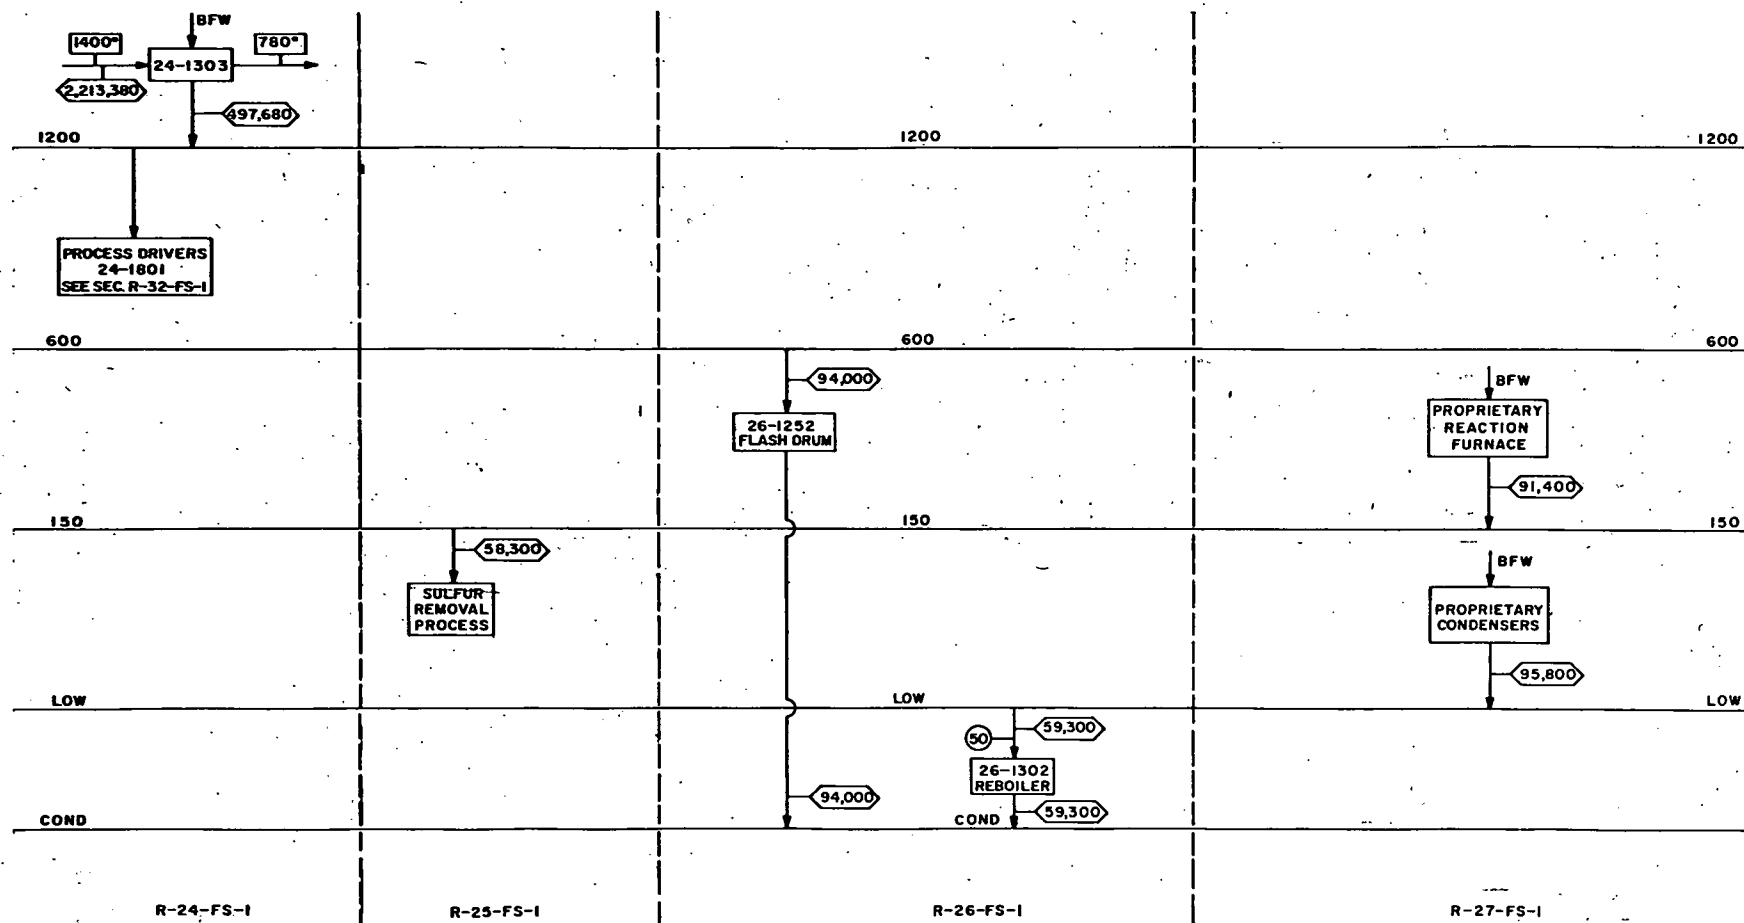 BFW
1400°
780°
24-1303
2,213,380
497,680
1200
1200
1200
PROCESS DRIVERS
24-1801
SEE SEC. R-32-FS-1
600
600
600
94,000
BFW
26-1252
FLASH DRUM
PROPRIETARY
REACTION
FURNACE
91,400
150
150
150
58,300
BFW
SULFUR
REMOVAL
PROCESS
PROPRIETARY
CONDENSERS
95,800
LOW
LOW
LOW
59,300
50
26-1302
REBOILER
94,000
59,300
COND
COND
R-24-FS-1
R-25-FS-1
R-26-FS-1
R-27-FS-1